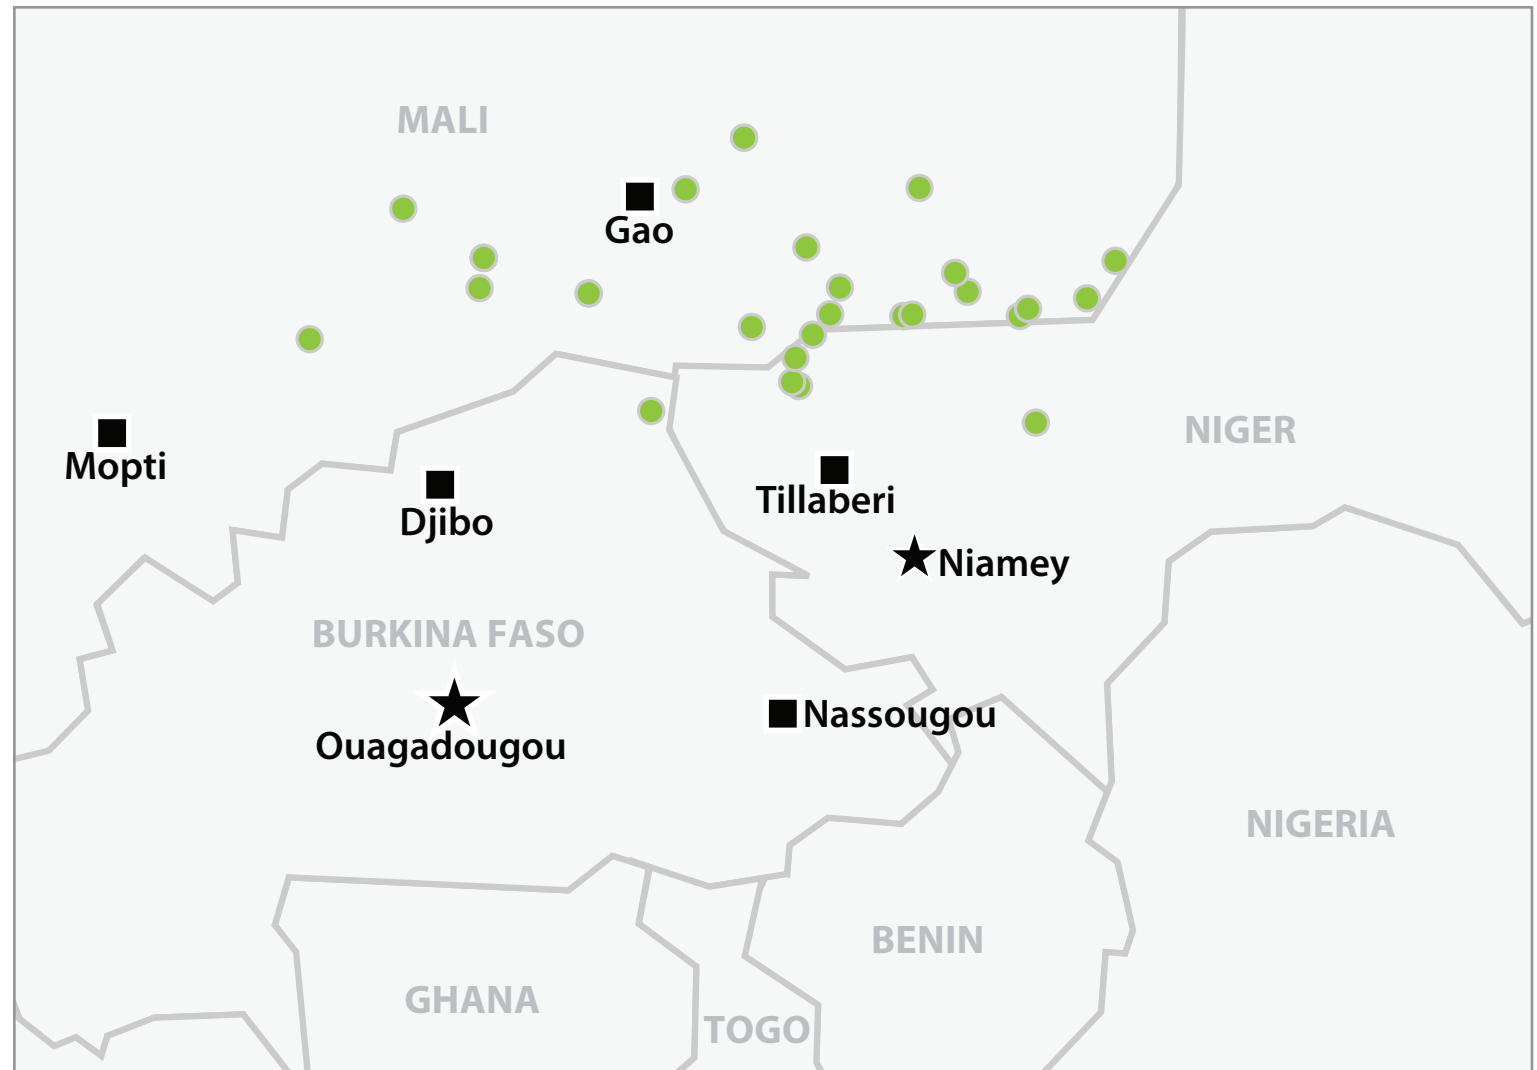 MALI
Gao
NIGER
Mopti
Tillaberi
Djibo
Niamey
BURKINA FASO
Nassougou
Ouagadougou
NIGERIA
BENIN
GHANA
TOGO